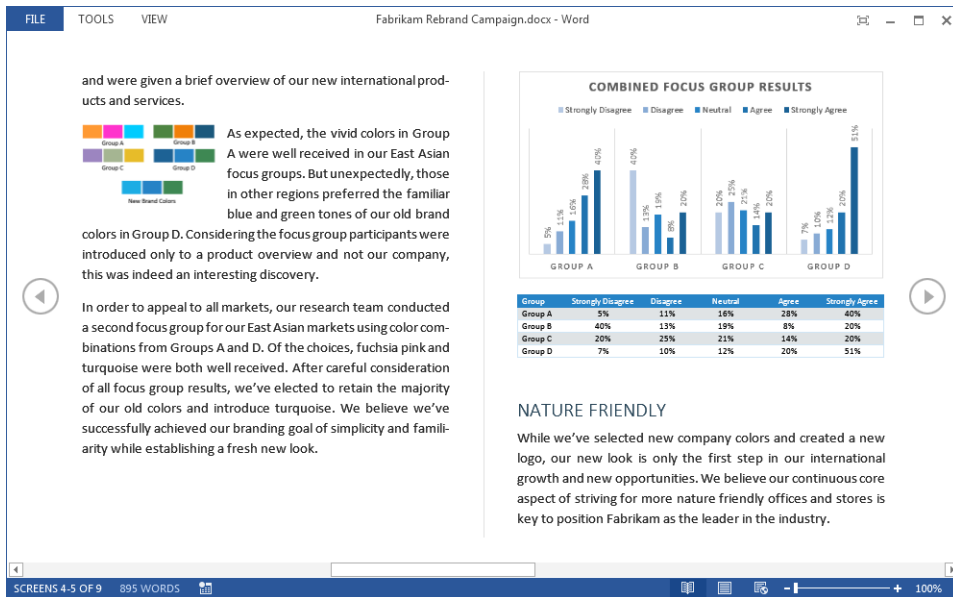 FILE TOOLS VIEW Fabrikam Rebrand Campaign.docx - Word
and were given a brief overview of our new international prod-
ucts and services.
Group A Group B
Group C Group D
New Brand Colors
As expected, the vivid colors in Group
A were well received in our East Asian
focus groups. But unexpectedly, those
in other regions preferred the familiar
blue and green tones of our old brand
colors in Group D. Considering the focus group participants were
introduced only to a product overview and not our company,
this was indeed an interesting discovery.
In order to appeal to all markets, our research team conducted
a second focus group for our East Asian markets using color com-
binations from Groups A and D. Of the choices, fuchsia pink and
turquoise were both well received. After careful consideration
of all focus group results, we've elected to retain the majority
of our old colors and introduce turquoise. We believe we've
successfully achieved our branding goal of simplicity and famili-
arity while establishing a fresh new look.
COMBINED FOCUS GROUP RESULTS
Strongly Disagree Disagree Neutral Agree Strongly Agree
5% 11% 16% 28% 40% 40% 13% 19% 8% 20% 20% 25% 21% 14% 20% 7% 10% 12% 20% 51%
GROUP A GROUP B GROUP C GROUP D
Group Strongly Disagree Disagree Neutral Agree Strongly Agree
Group A 5% 11% 16% 28% 40%
Group B 40% 13% 19% 8% 20%
Group C 20% 25% 21% 14% 20%
Group D 7% 10% 12% 20% 51%
NATURE FRIENDLY
While we've selected new company colors and created a new
logo, our new look is only the first step in our international
growth and new opportunities. We believe our continuous core
aspect of striving for more nature friendly offices and stores is
key to position Fabrikam as the leader in the industry.
SCREENS 4-5 OF 9 895 WORDS 100%